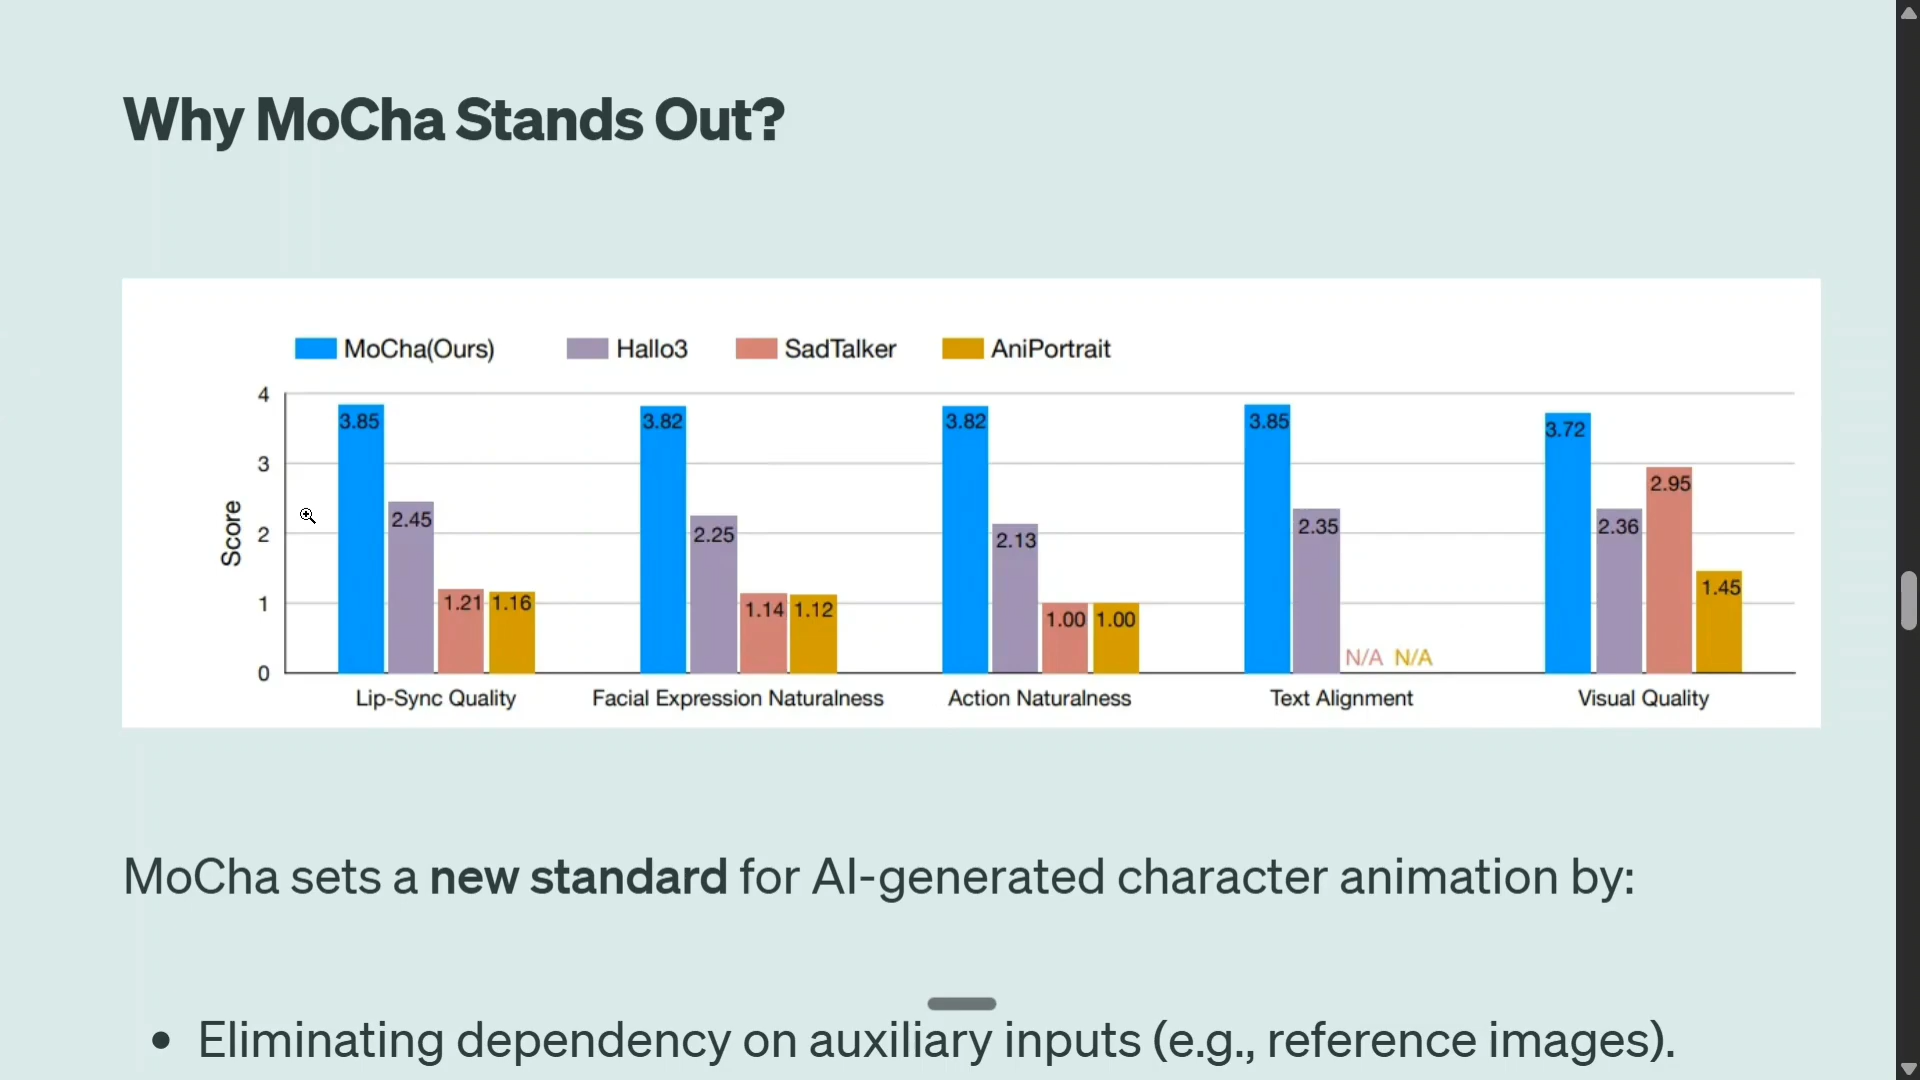 Why MoCha Stands Out?
MoCha(Ours) Hallo3 SadTalker AniPortrait
4
3
2
1
0
Score
3.85 2.45 1.21 1.16
3.82 2.25 1.14 1.12
3.82 2.13 1.00 1.00
3.85 2.35 N/A N/A
3.72 2.36 2.95 1.45
Lip-Sync Quality Facial Expression Naturalness Action Naturalness Text Alignment Visual Quality
MoCha sets a new standard for AI-generated character animation by:
• Eliminating dependency on auxiliary inputs (e.g., reference images).